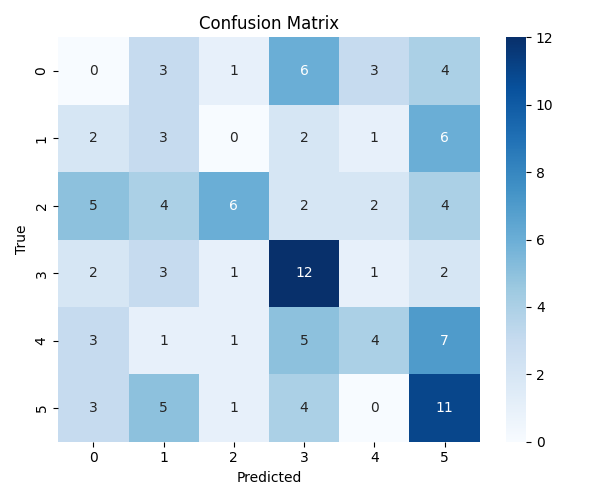 Confusion Matrix
0 0 3 1 6 3 4
1 2 3 0 2 1 6
2 5 4 6 2 2 4
3 2 3 1 12 1 2
4 3 1 1 5 4 7
5 3 5 1 4 0 11
0 1 2 3 4 5
True
Predicted
12
10
8
6
4
2
0